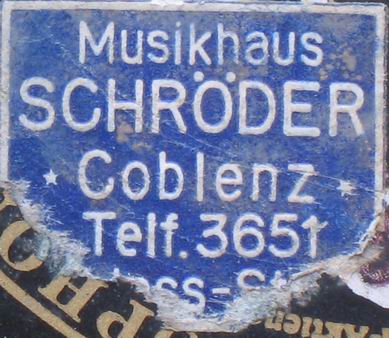 Musikhaus
SCHRÖDER
Coblenz
Telf. 3651